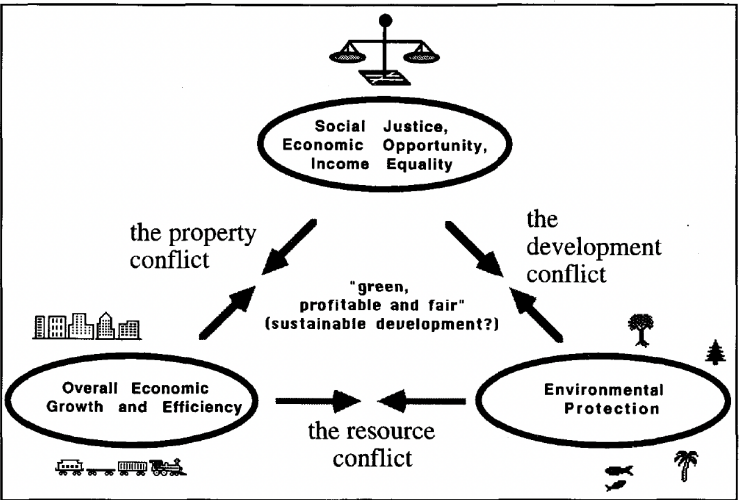 Social Justice,
Economic Opportunity,
Income Equality
the property
conflict
the
development
conflict
"green,
profitable and fair"
(sustainable development?)
Overall Economic
Growth and Efficiency
Environmental
Protection
the resource
conflict